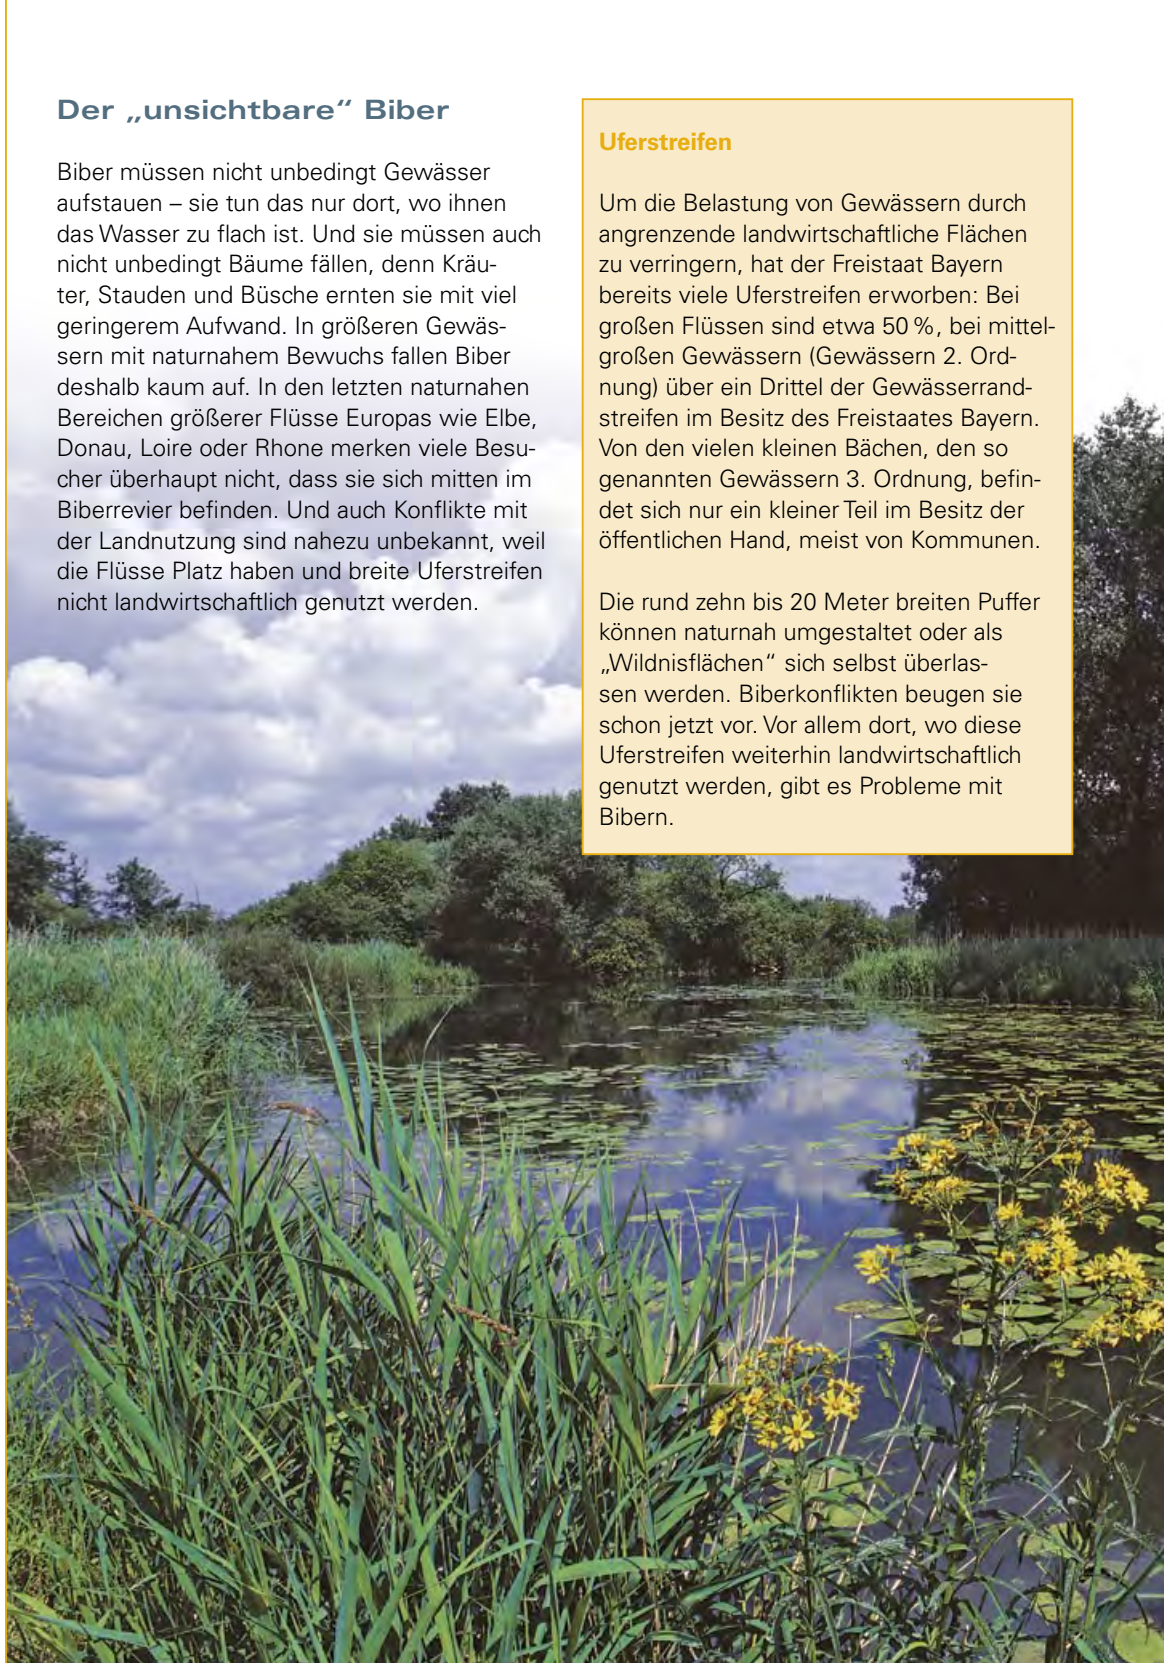 Der „unsichtbare“ Biber
Biber müssen nicht unbedingt Gewässer
aufstauen – sie tun das nur dort, wo ihnen
das Wasser zu flach ist. Und sie müssen auch
nicht unbedingt Bäume fällen, denn Kräu-
ter, Stauden und Büsche ernten sie mit viel
geringerem Aufwand. In größeren Gewäs-
sern mit naturnahem Bewuchs fallen Biber
deshalb kaum auf. In den letzten naturnahen
Bereichen größerer Flüsse Europas wie Elbe,
Donau, Loire oder Rhone merken viele Besu-
cher überhaupt nicht, dass sie sich mitten im
Biberrevier befinden. Und auch Konflikte mit
der Landnutzung sind nahezu unbekannt, weil
die Flüsse Platz haben und breite Uferstreifen
nicht landwirtschaftlich genutzt werden.
Uferstreifen
Um die Belastung von Gewässern durch
angrenzende landwirtschaftliche Flächen
zu verringern, hat der Freistaat Bayern
bereits viele Uferstreifen erworben: Bei
großen Flüssen sind etwa 50 %, bei mittel-
großen Gewässern (Gewässern 2. Ord-
nung) über ein Drittel der Gewässerrand-
streifen im Besitz des Freistaates Bayern.
Von den vielen kleinen Bächen, den so
genannten Gewässern 3. Ordnung, befin-
det sich nur ein kleiner Teil im Besitz der
öffentlichen Hand, meist von Kommunen.
Die rund zehn bis 20 Meter breiten Puffer
können naturnah umgestaltet oder als
„Wildnisflächen“ sich selbst überlas-
sen werden. Biberkonflikten beugen sie
schon jetzt vor. Vor allem dort, wo diese
Uferstreifen weiterhin landwirtschaftlich
genutzt werden, gibt es Probleme mit
Bibern.